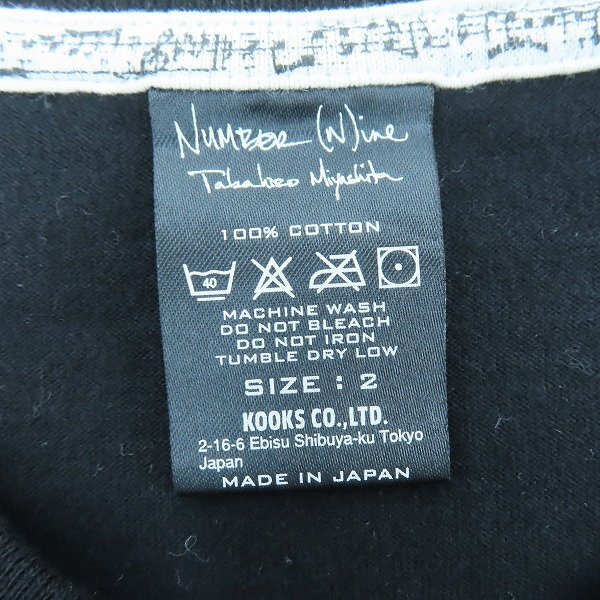 NUMBER (N)ine
Takahiro Miyashita
100% COTTON
40
MACHINE WASH
DO NOT BLEACH
DO NOT IRON
TUMBLE DRY LOW
SIZE : 2
KOOKS CO.,LTD.
2-16-6 Ebisu Shibuya-ku Tokyo
Japan
MADE IN JAPAN